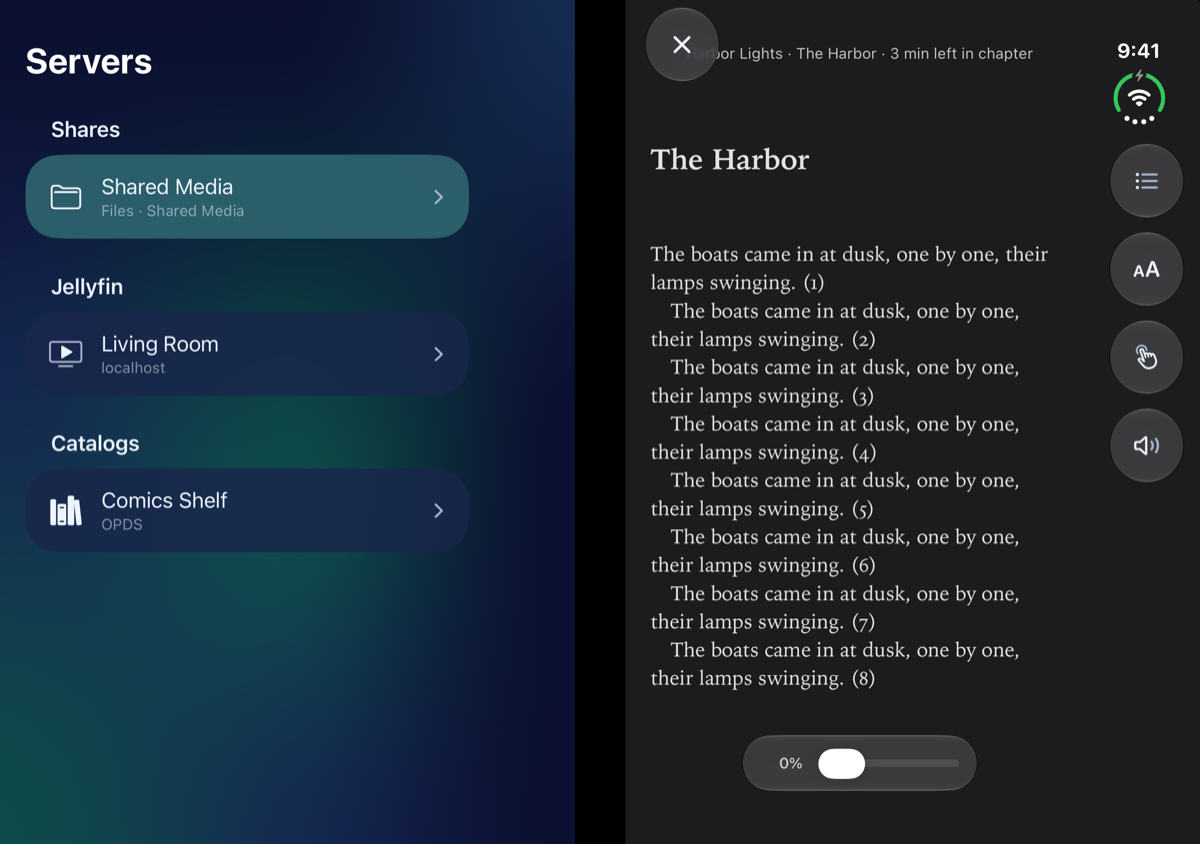 Servers
Shares
Shared Media
Files · Shared Media
Jellyfin
Living Room
localhost
Catalogs
Comics Shelf
OPDS
Lights · The Harbor · 3 min left in chapter
9:41
The Harbor
AA
The boats came in at dusk, one by one, their
lamps swinging. (1)
The boats came in at dusk, one by one,
their lamps swinging. (2)
The boats came in at dusk, one by one,
their lamps swinging. (3)
The boats came in at dusk, one by one,
their lamps swinging. (4)
The boats came in at dusk, one by one,
their lamps swinging. (5)
The boats came in at dusk, one by one,
their lamps swinging. (6)
The boats came in at dusk, one by one,
their lamps swinging. (7)
The boats came in at dusk, one by one,
their lamps swinging. (8)
0%